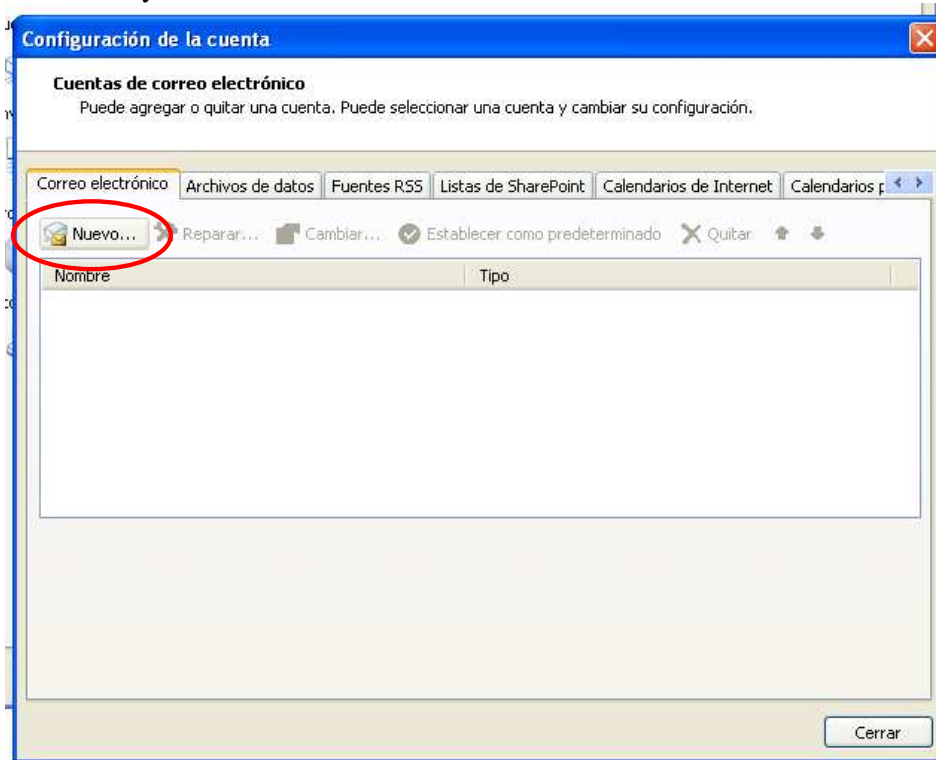 Configuración de la cuenta
Cuentas de correo electrónico
Puede agregar o quitar una cuenta. Puede seleccionar una cuenta y cambiar su configuración.
Correo electrónico Archivos de datos Fuentes RSS Listas de SharePoint Calendarios de Internet Calendarios
Nuevo... Reparar... Cambiar... Establecer como predeterminado Quitar
Nombre Tipo
Cerrar